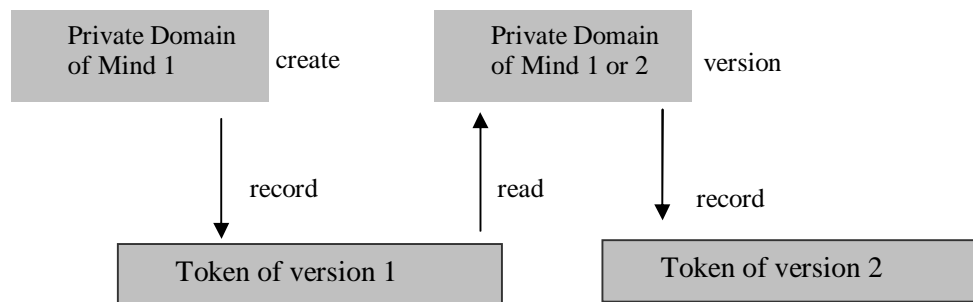 Private Domain
of Mind 1
create
Private Domain
of Mind 1 or 2
version
record
read
record
Token of version 1
Token of version 2